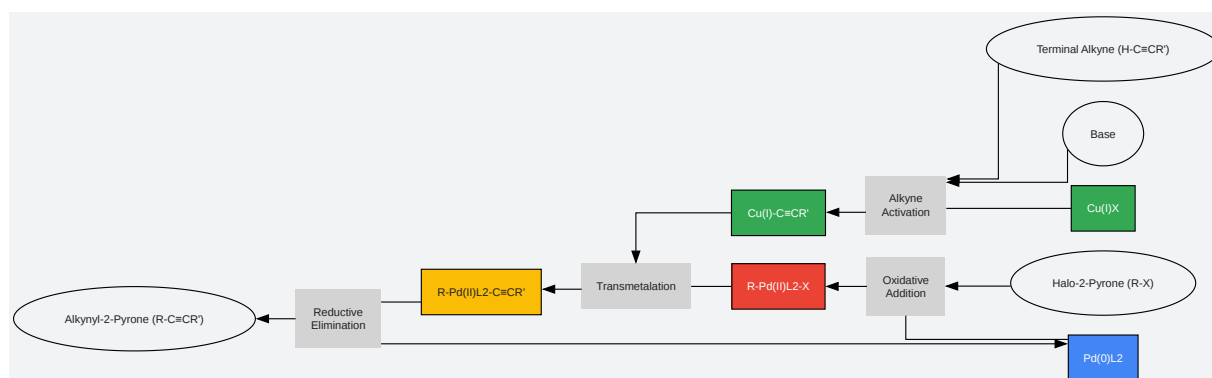 Terminal Alkyne (H-C≡CR')
Base
Alkyne
Activation
Cu(I)X
Cu(I)-C≡CR'
Transmetalation
R-Pd(II)L2-X
Oxidative
Addition
Halo-2-Pyrone (R-X)
R-Pd(II)L2-C≡CR'
Reductive
Elimination
Alkynyl-2-Pyrone (R-C≡CR')
Pd(0)L2